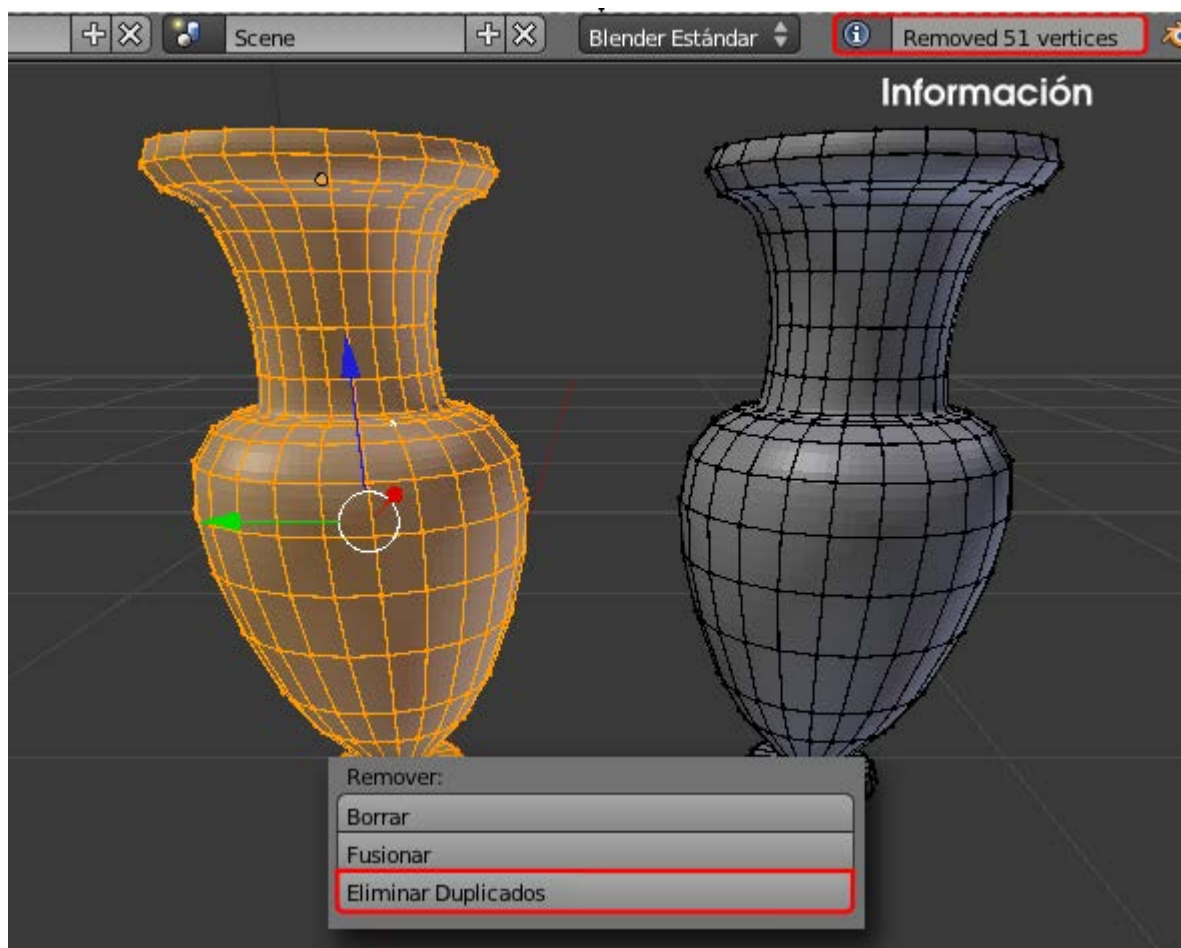 Scene
Blender Estándar
Removed 51 vertices
Información
Remover:
Borrar
Fusionar
Eliminar Duplicados